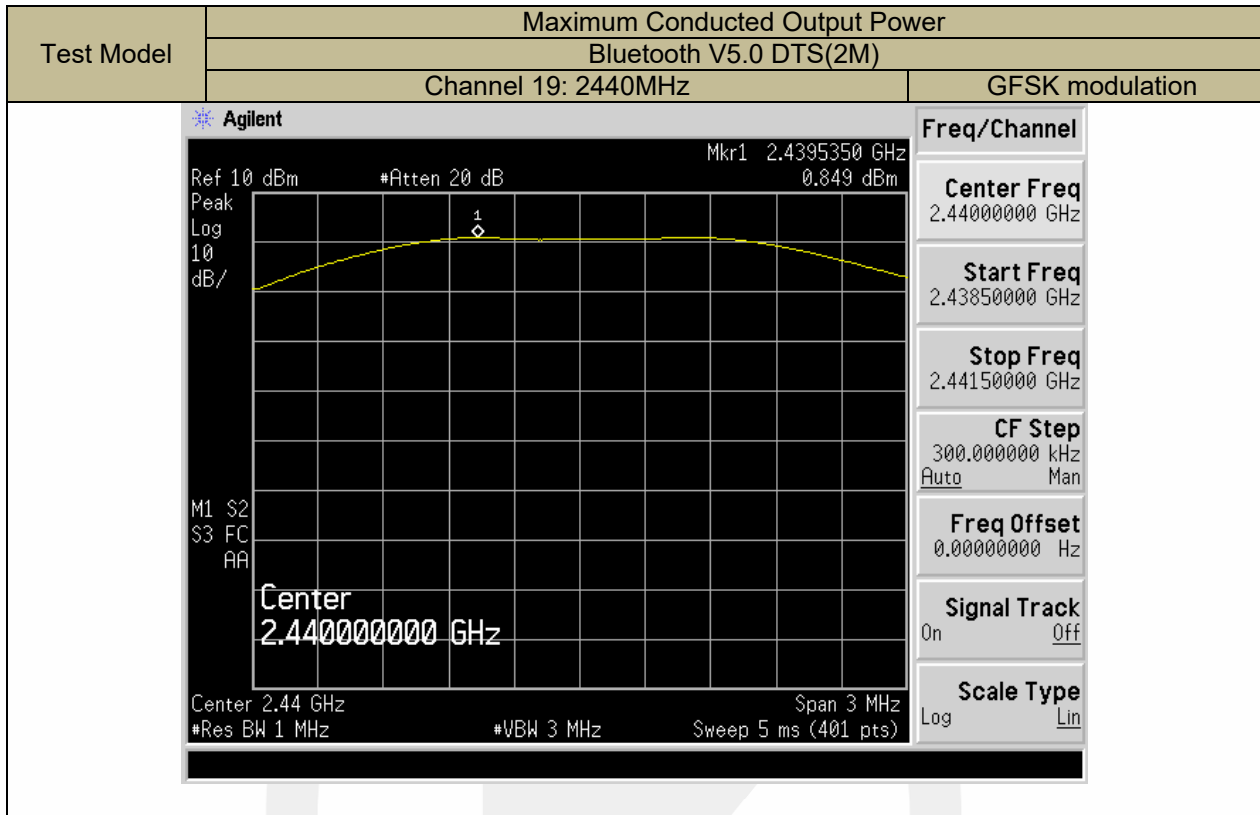 Test Model
Maximum Conducted Output Power
Bluetooth V5.0 DTS(2M)
Channel 19: 2440MHz
GFSK modulation
Agilent
Mkr1 2.4395350 GHz
Ref 10 dBm #Atten 20 dB 0.849 dBm
Peak
Log
10
dB/
1
M1 S2
S3 FC
AA
Center
2.440000000 GHz
Center 2.44 GHz Span 3 MHz
#Res BW 1 MHz #VBW 3 MHz Sweep 5 ms (401 pts)
Freq/Channel
Center Freq
2.44000000 GHz
Start Freq
2.43850000 GHz
Stop Freq
2.44150000 GHz
CF Step
300.000000 kHz
Auto Man
Freq Offset
0.00000000 Hz
Signal Track
On Off
Scale Type
Log Lin